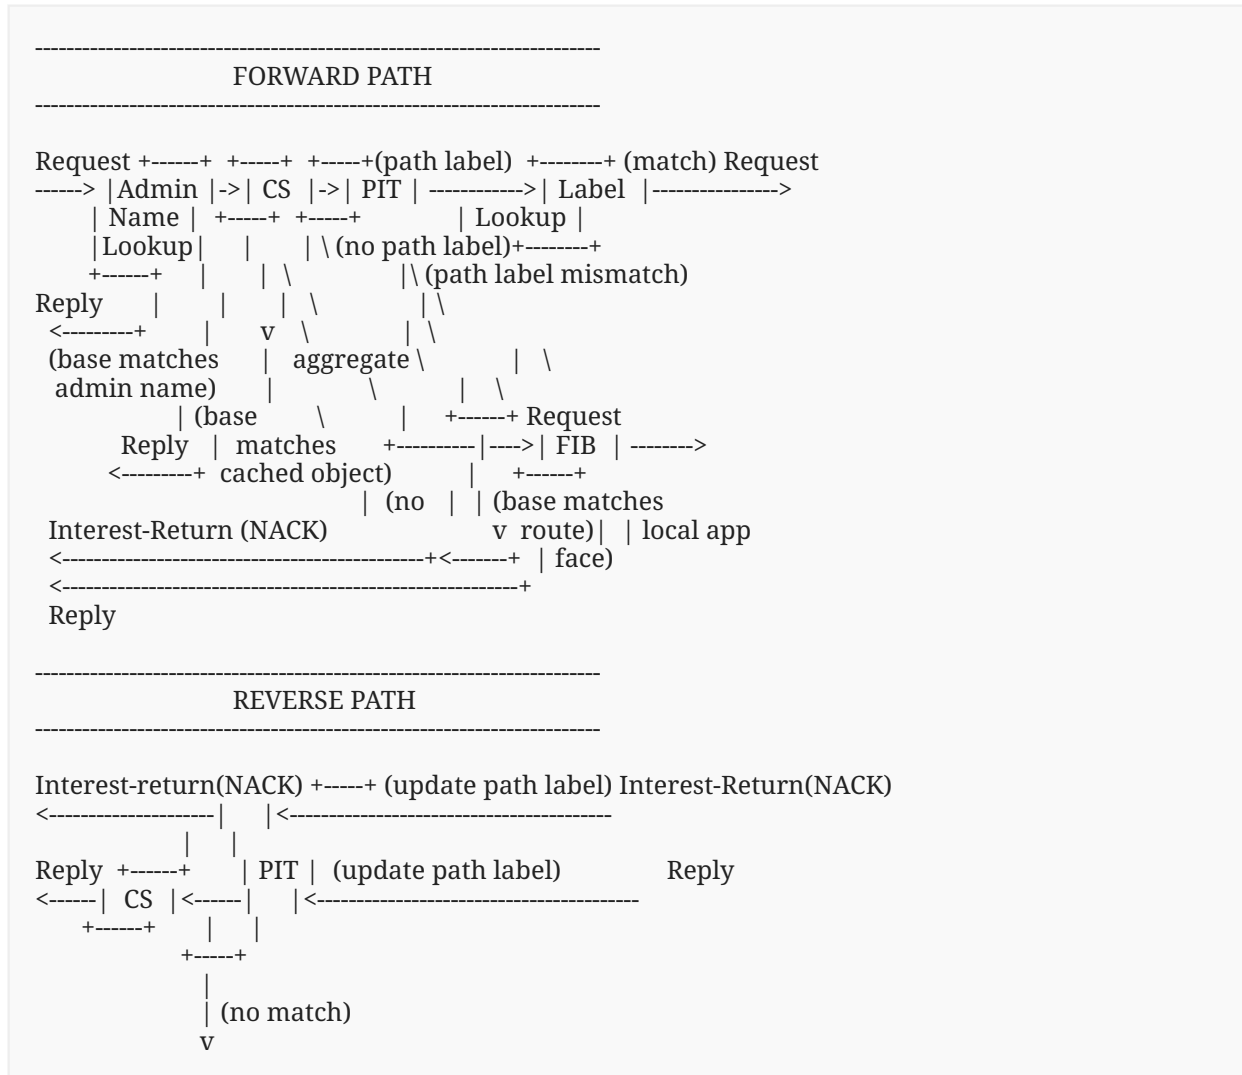 ------------------------------------------------------------------------
                            FORWARD PATH
------------------------------------------------------------------------
Request +------+  +-----+  +-----+(path label)  +--------+ (match) Request
------> |Admin |->| CS  |->| PIT | ------------>| Label  |---------------->
        | Name |  +-----+  +-----+              | Lookup |
        |Lookup|     |       | \ (no path label)+--------+
        +------+     |       |  \                |\ (path label mismatch)
Reply       |        |       |   \               | \
  <---------+        |       v    \              |  \
  (base matches      |   aggregate \             |   \
   admin name)       |              \            |    \
                    | (base         \       |     +------+ Request
            Reply   |  matches       +----------|---->| FIB  | -------->
          <---------+  cached object)           |     +------+
                                        |  (no   |  | (base matches
  Interest-Return (NACK)                        v  route)|  | local app
  <----------------------------------------------+<-------+  | face)
  <------------------------------------------------------------+
  Reply
------------------------------------------------------------------------
                            REVERSE PATH
------------------------------------------------------------------------
Interest-return(NACK) +-----+ (update path label) Interest-Return(NACK)
<---------------------|     |<-----------------------------------------
                      |     |
Reply  +------+       | PIT |  (update path label)              Reply
<------|  CS  |<------|     |<-----------------------------------------
       +------+       |     |
                      +-----+
                         |
                         | (no match)
                         v